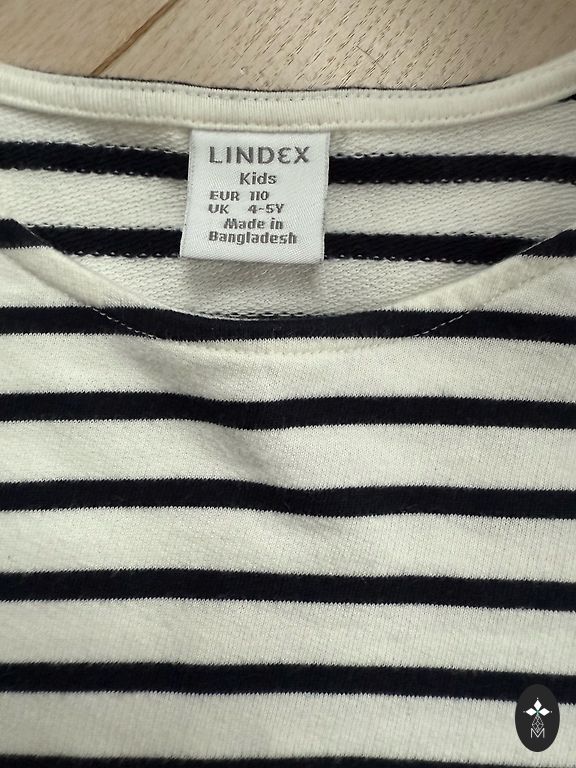 LINDEX
Kids
EUR 110
UK 4-5Y
Made in
Bangladesh